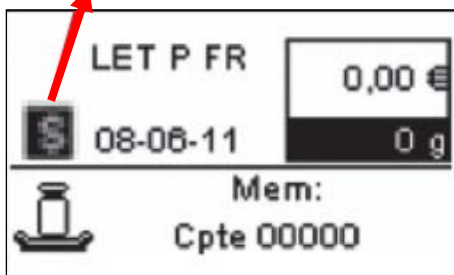 LET P FR
0,00 €
S 08-06-11
0 g
Mem:
Cpte 00000